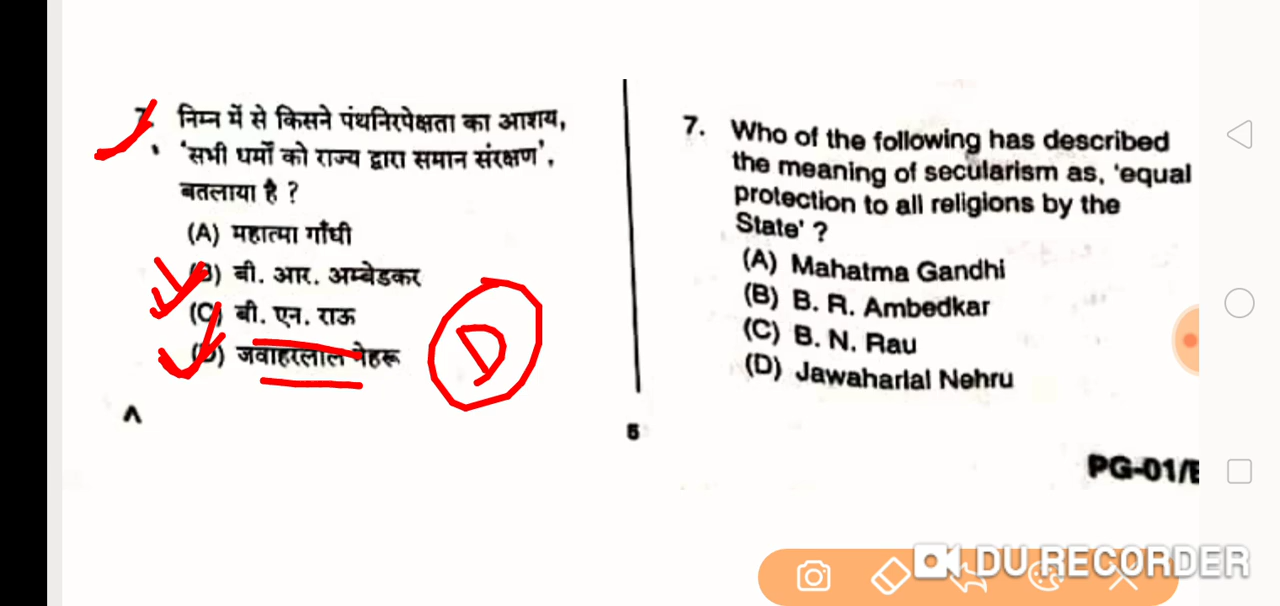 7.
निम्न में से किसने पंथनिरपेक्षता का आशय,
'सभी धर्मों को राज्य द्वारा समान संरक्षण',
बतलाया है ?
(A) महात्मा गाँधी
(B) बी. आर. अम्बेडकर
(C) बी. एन. राऊ
(D) जवाहरलाल नेहरू
D
A
7. Who of the following has described
the meaning of secularism as, 'equal
protection to all religions by the
State' ?
(A) Mahatma Gandhi
(B) B. R. Ambedkar
(C) B. N. Rau
(D) Jawaharlal Nehru
5
PG-01/E
DU RECORDER